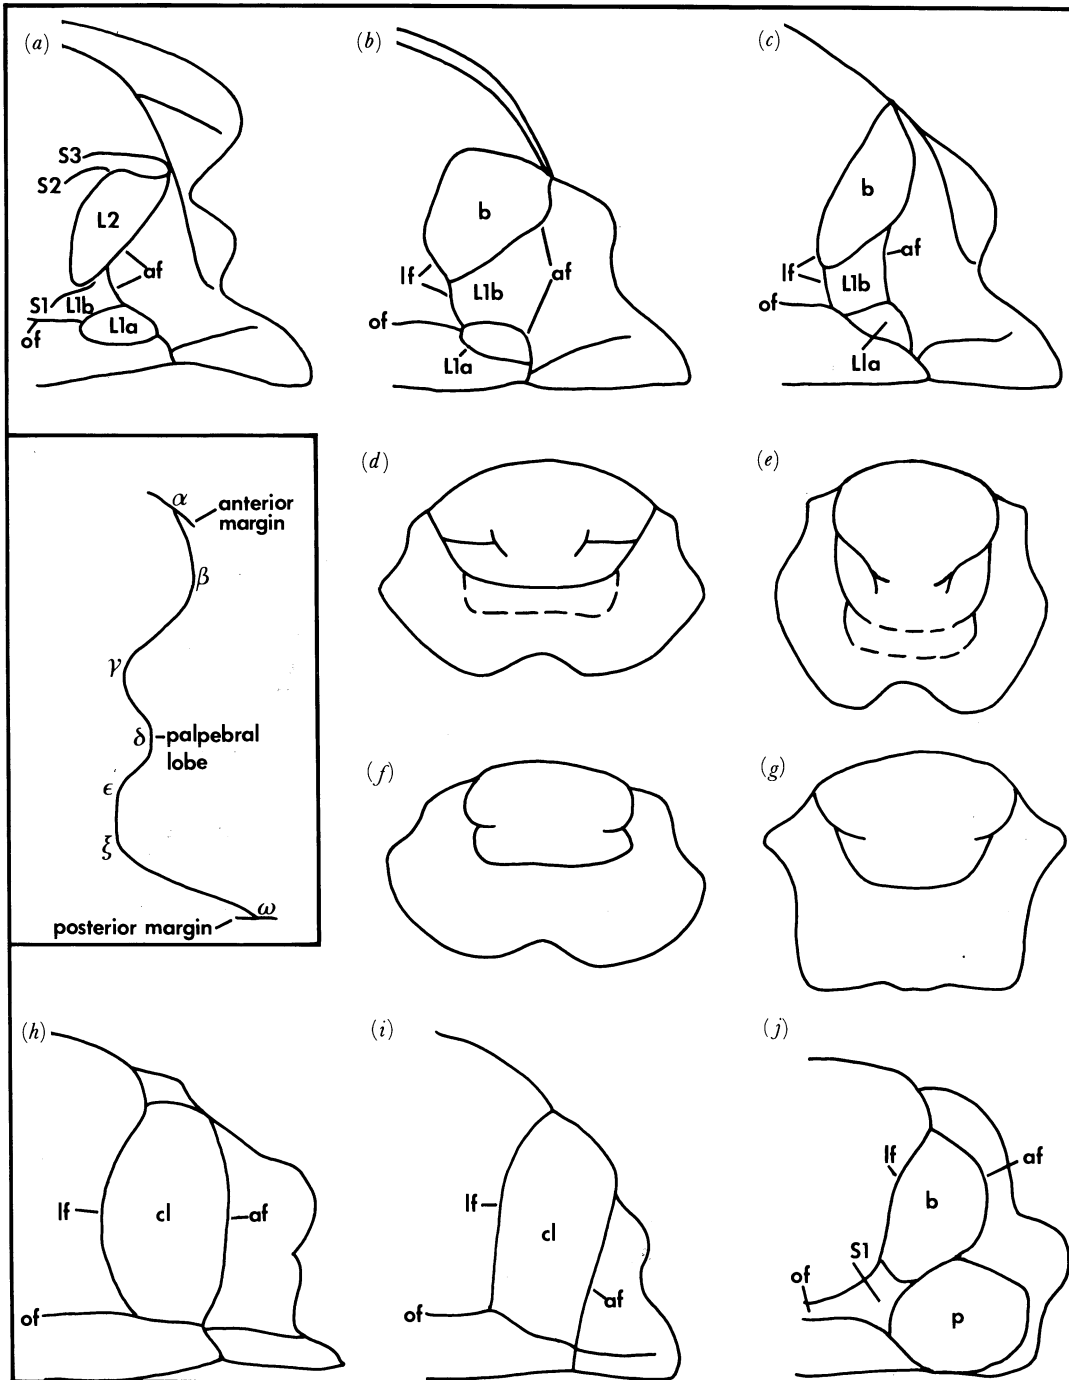 (a)
S3
S2
L2
af
S1
L1b
L1a
of
(b)
b
lf
af
L1b
of
L1a
(c)
b
lf
af
L1b
of
L1a
α
anterior
margin
β
γ
δ
palpebral
lobe
ϵ
ξ
ω
posterior margin
(d)
(e)
(f)
(g)
(h)
lf
cl
af
of
(i)
lf
cl
af
of
(j)
lf
af
b
S1
of
p